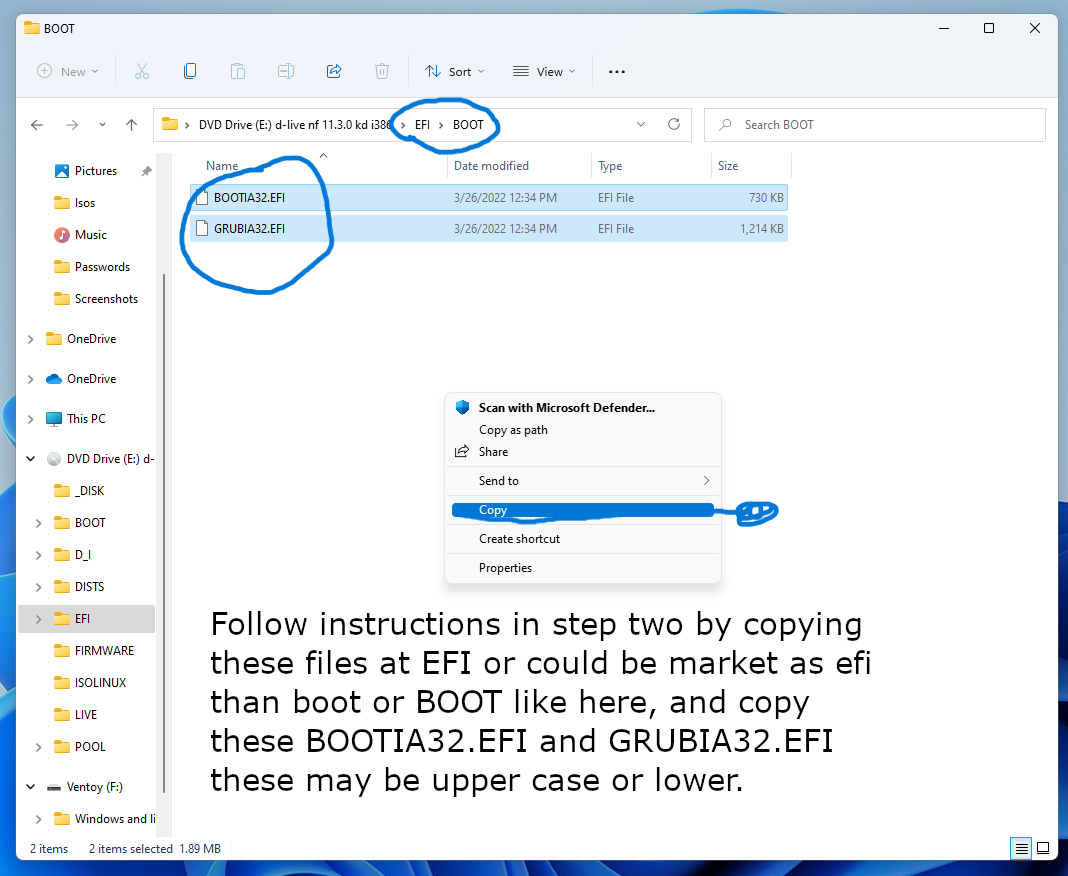 BOOT
New
Sort
View
DVD Drive (E:) d-live nf 11.3.0 kd i386 EFI BOOT
Search BOOT
Name Date modified Type Size
BOOTIA32.EFI 3/26/2022 12:34 PM EFI File 730 KB
GRUBIA32.EFI 3/26/2022 12:34 PM EFI File 1,214 KB
Pictures
Isos
Music
Passwords
Screenshots
OneDrive
OneDrive
This PC
DVD Drive (E:) d-
_DISK
BOOT
D_I
DISTS
EFI
FIRMWARE
ISOLINUX
LIVE
POOL
Ventoy (F:)
Windows and li
Scan with Microsoft Defender...
Copy as path
Share
Send to
Copy
Create shortcut
Properties
Follow instructions in step two by copying
these files at EFI or could be market as efi
than boot or BOOT like here, and copy
these BOOTIA32.EFI and GRUBIA32.EFI
these may be upper case or lower.
2 items 2 items selected 1.89 MB